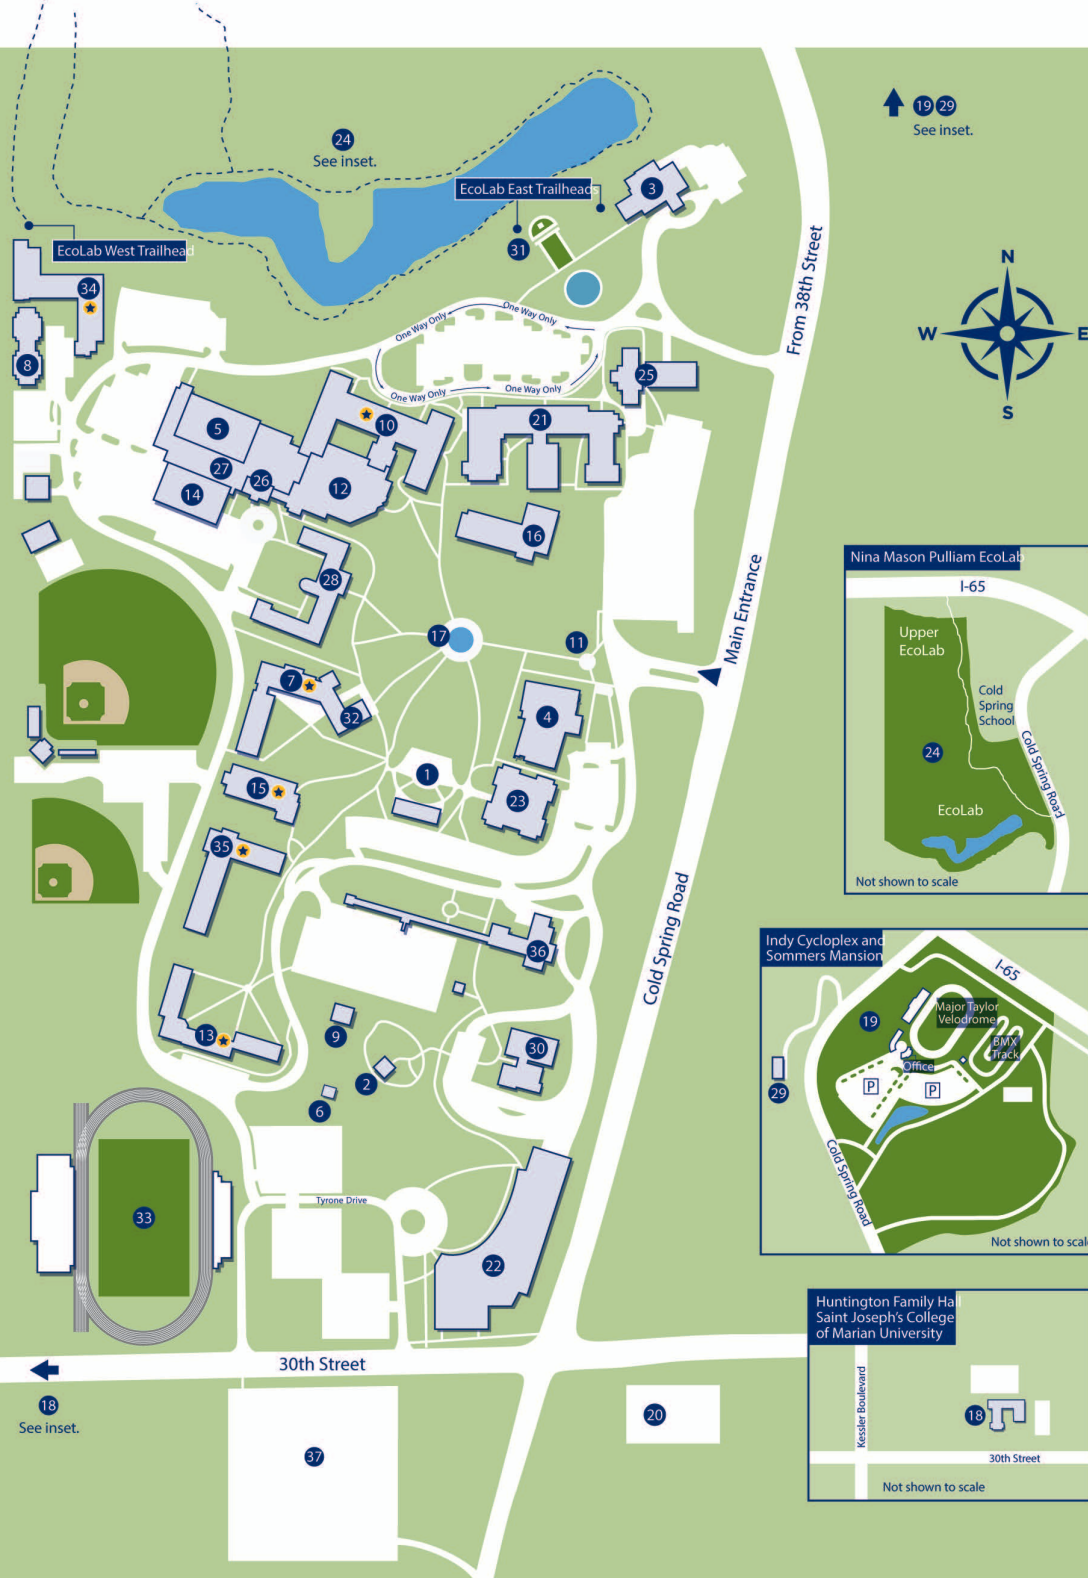 24
See inset.
19 29
See inset.
EcoLab East Trailheads
3
31
EcoLab West Trailhead
34
8
From 38th Street
N
W
E
S
One Way Only
One Way Only
One Way Only
One Way Only
25
5
10
21
27
26
14
12
16
28
17
11
Main Entrance
7
32
4
1
15
23
35
36
Cold Spring Road
13
9
2
6
30
33
Tyrone Drive
22
30th Street
18
See inset.
37
20
Nina Mason Pulliam EcoLab
I-65
Upper
EcoLab
Cold
Spring
School
24
Cold Spring Road
EcoLab
Not shown to scale
Indy Cycloplex and
Sommers Mansion
I-65
19
Major Taylor
Velodrome
BMX
Track
Office
P
P
29
Cold Spring Road
Not shown to scale
Huntington Family Hall
Saint Joseph's College
of Marian University
Kessler Boulevard
18
30th Street
Not shown to scale